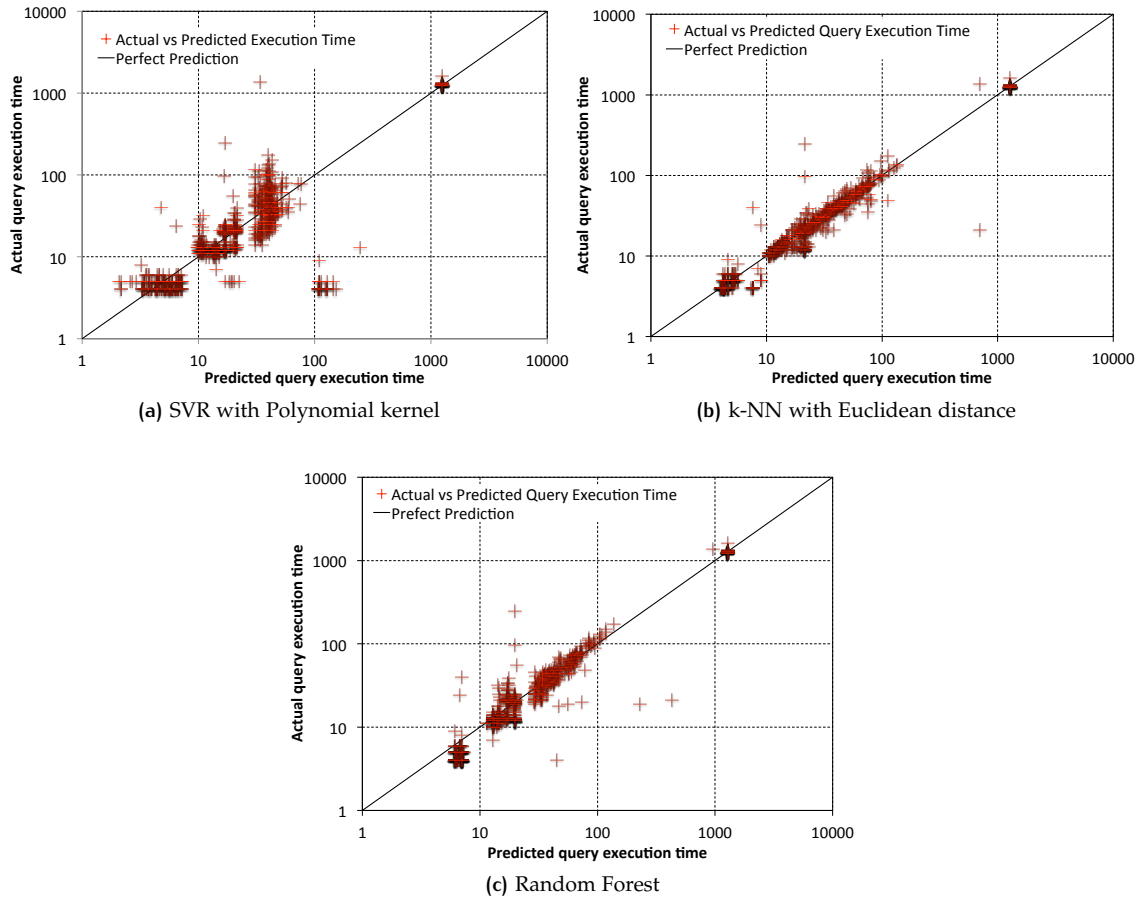 10000
1000
100
10
1
Actual query execution time
Actual vs Predicted Execution Time
Perfect Prediction
1 10 100 1000 10000
Predicted query execution time
(a) SVR with Polynomial kernel
10000
1000
100
10
1
Actual query execution time
Actual vs Predicted Query Execution Time
Perfect Prediction
1 10 100 1000 10000
Predicted query execution time
(b) k-NN with Euclidean distance
10000
1000
100
10
1
Actual query execution time
Actual vs Predicted Query Execution Time
Prefect Prediction
1 10 100 1000 10000
Predicted query execution time
(c) Random Forest